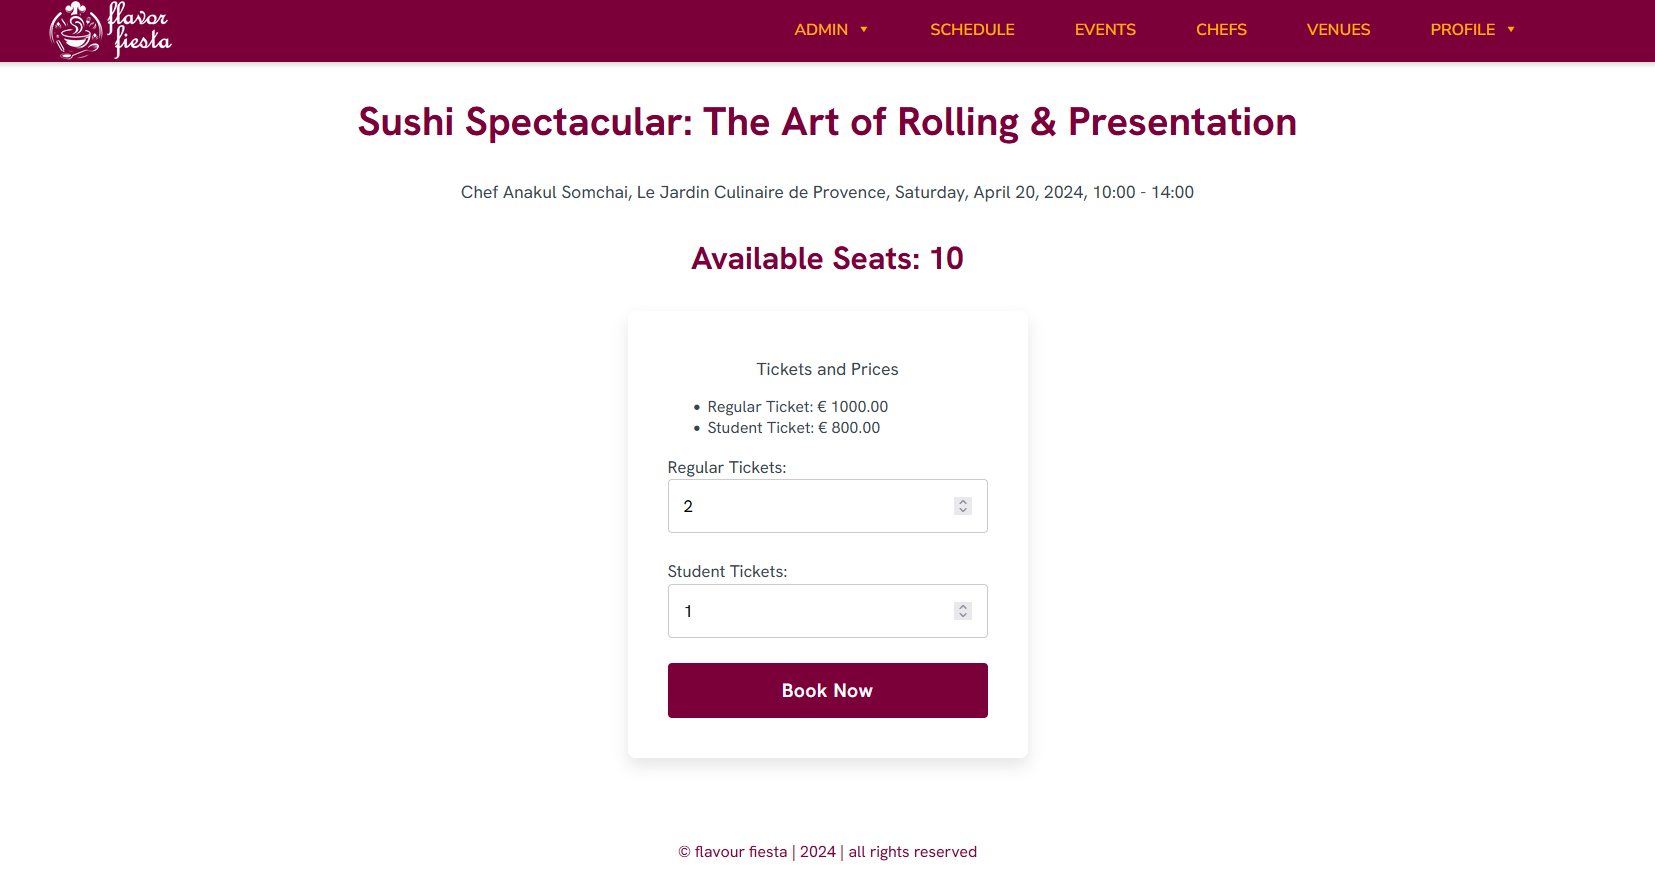 flavor
fiesta
ADMIN SCHEDULE EVENTS CHEFS VENUES PROFILE
Sushi Spectacular: The Art of Rolling & Presentation
Chef Anakul Somchai, Le Jardin Culinaire de Provence, Saturday, April 20, 2024, 10:00 - 14:00
Available Seats: 10
Tickets and Prices
• Regular Ticket: € 1000.00
• Student Ticket: € 800.00
Regular Tickets:
2
Student Tickets:
1
Book Now
© flavour fiesta | 2024 | all rights reserved